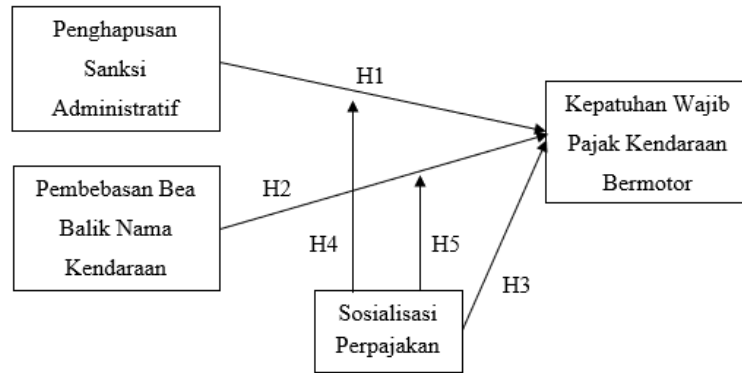 Penghapusan
Sanksi
Administratif
H1
Kepatuhan Wajib
Pajak Kendaraan
Bermotor
Pembebasan Bea
Balik Nama
Kendaraan
H2
H4
H5
H3
Sosialisasi
Perpajakan